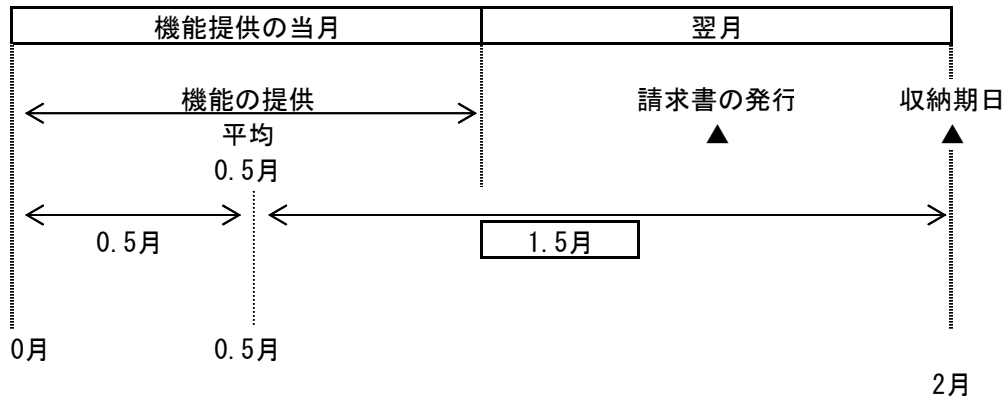 機能提供の当月 翌月
機能の提供 請求書の発行 収納期日
平均 ▲ ▲
0.5月
0.5月 1.5月
0月 0.5月
2月